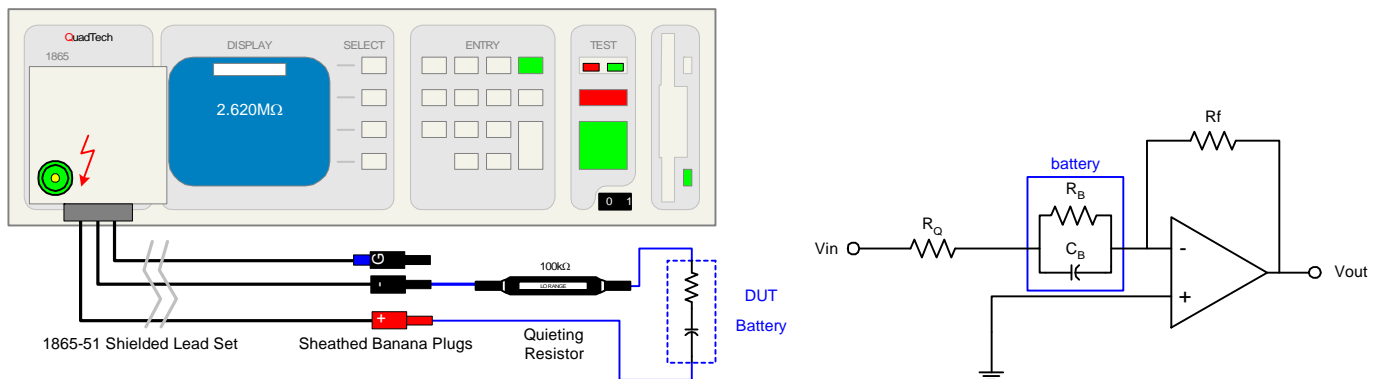 QuadTech
1865
DISPLAY
SELECT
ENTRY
TEST
2.620MΩ
0 1
G
-
+
100kΩ
LO RANGE
1865-51 Shielded Lead Set
Sheathed Banana Plugs
Quieting
Resistor
DUT
Battery
Rf
battery
RB
RQ
CB
Vin
-
+
Vout